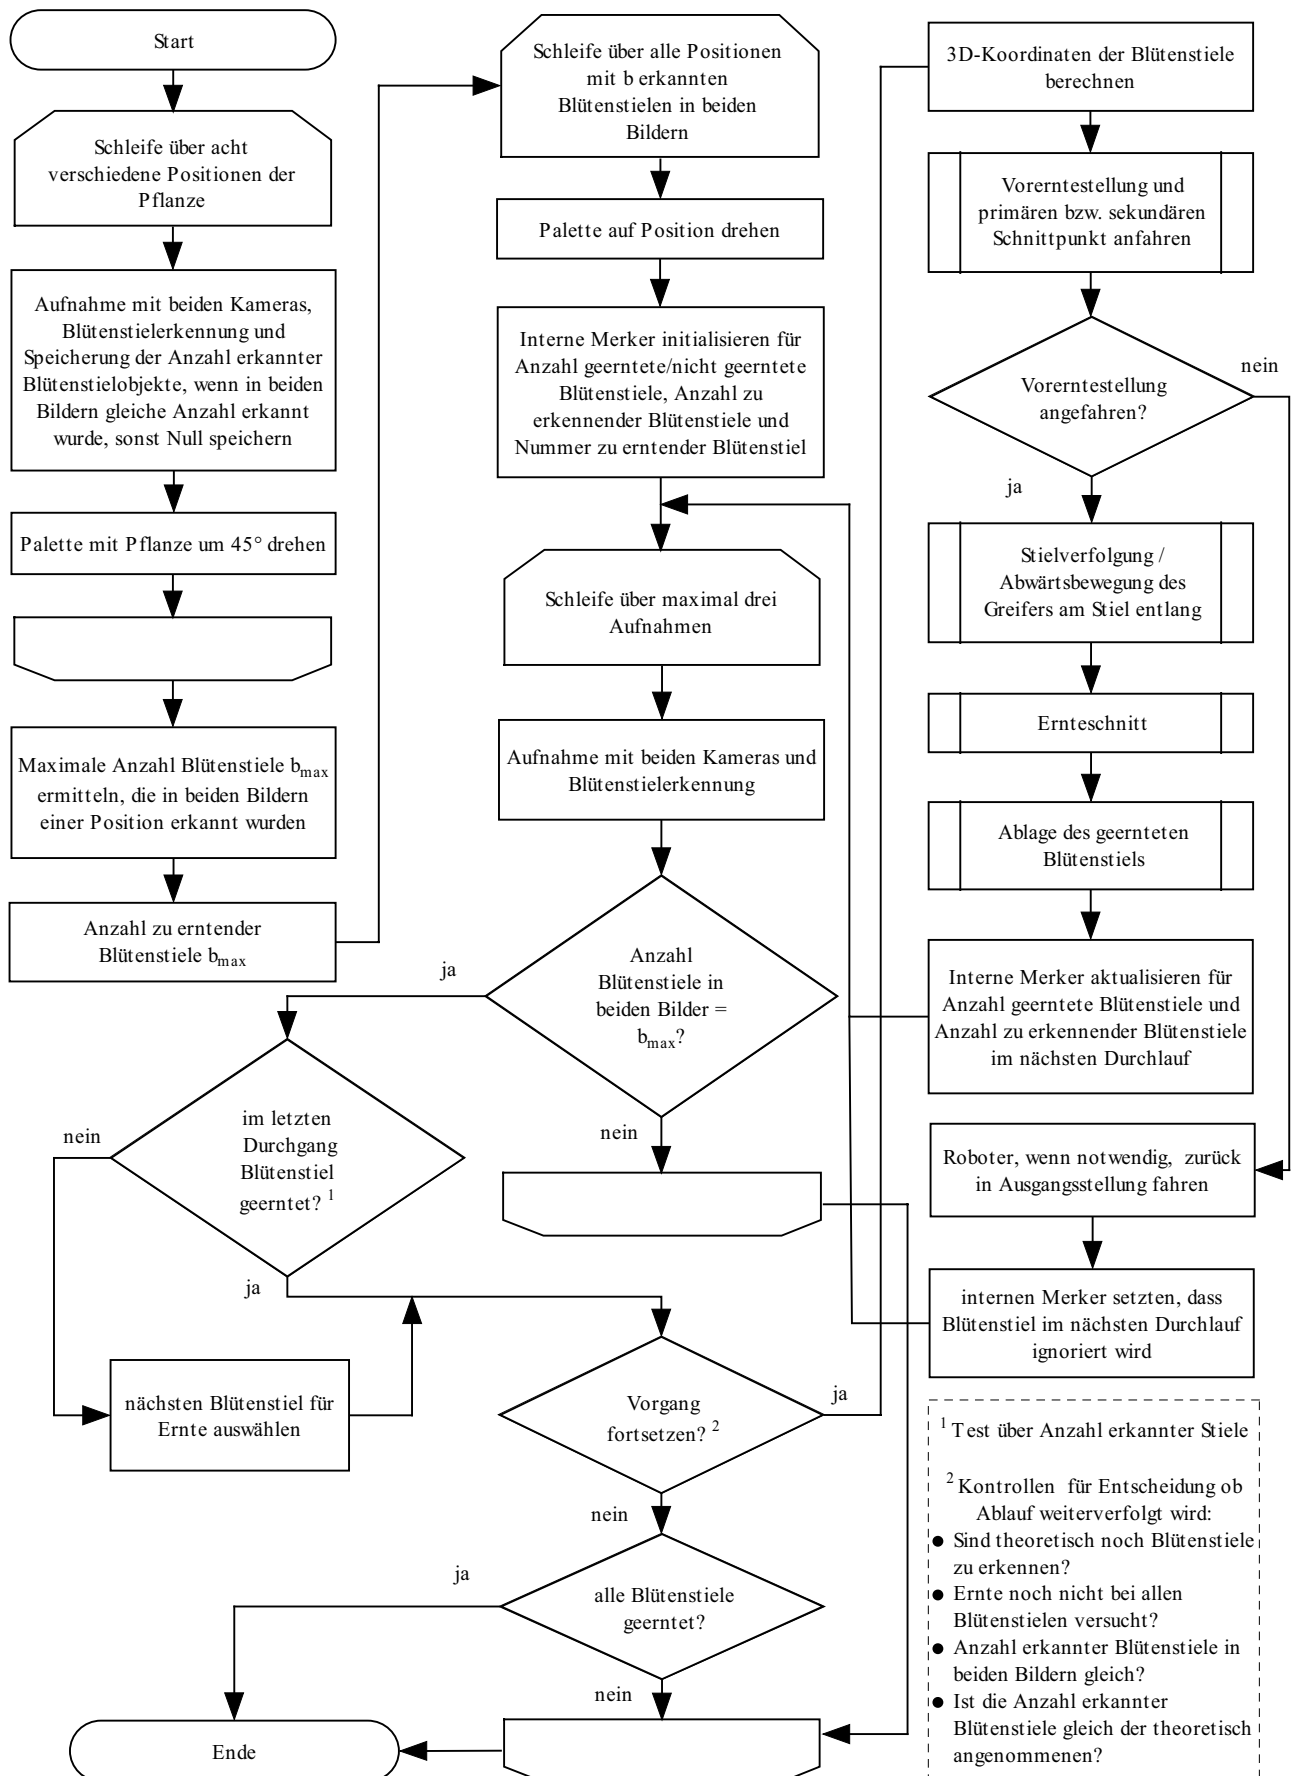 Start
Schleife über acht
verschiedene Positionen der
Pflanze
Aufnahme mit beiden Kameras,
Blütenstielerkennung und
Speicherung der Anzahl erkannter
Blütenstielobjekte, wenn in beiden
Bildern gleiche Anzahl erkannt
wurde, sonst Null speichern
Palette mit Pflanze um 45° drehen
Maximale Anzahl Blütenstiele bmax
ermitteln, die in beiden Bildern
einer Position erkannt wurden
Anzahl zu erntender
Blütenstiele bmax
Schleife über alle Positionen
mit b erkannten
Blütenstielen in beiden
Bildern
Palette auf Position drehen
Interne Merker initialisieren für
Anzahl geerntete/nicht geerntete
Blütenstiele, Anzahl zu
erkennender Blütenstiele und
Nummer zu erntender Blütenstiel
Schleife über maximal drei
Aufnahmen
Aufnahme mit beiden Kameras und
Blütenstielerkennung
Anzahl
Blütenstiele in
beiden Bilder =
bmax?
ja
nein
im letzten
Durchgang
Blütenstiel
geerntet? 1
nein
ja
nächsten Blütenstiel für
Ernte auswählen
Vorgang
fortsetzen? 2
ja
nein
alle Blütenstiele
geerntet?
ja
nein
Ende
3D-Koordinaten der Blütenstiele
berechnen
Vorerntestellung und
primären bzw. sekundären
Schnittpunkt anfahren
Vorerntestellung
angefahren?
nein
ja
Stielverfolgung /
Abwärtsbewegung des
Greifers am Stiel entlang
Ernteschnitt
Ablage des geernteten
Blütenstiels
Interne Merker aktualisieren für
Anzahl geerntete Blütenstiele und
Anzahl zu erkennender Blütenstiele
im nächsten Durchlauf
Roboter, wenn notwendig, zurück
in Ausgangsstellung fahren
internen Merker setzten, dass
Blütenstiel im nächsten Durchlauf
ignoriert wird
1 Test über Anzahl erkannter Stiele
2 Kontrollen für Entscheidung ob
Ablauf weiterverfolgt wird:
● Sind theoretisch noch Blütenstiele
zu erkennen?
● Ernte noch nicht bei allen
Blütenstielen versucht?
● Anzahl erkannter Blütenstiele in
beiden Bildern gleich?
● Ist die Anzahl erkannter
Blütenstiele gleich der theoretisch
angenommenen?